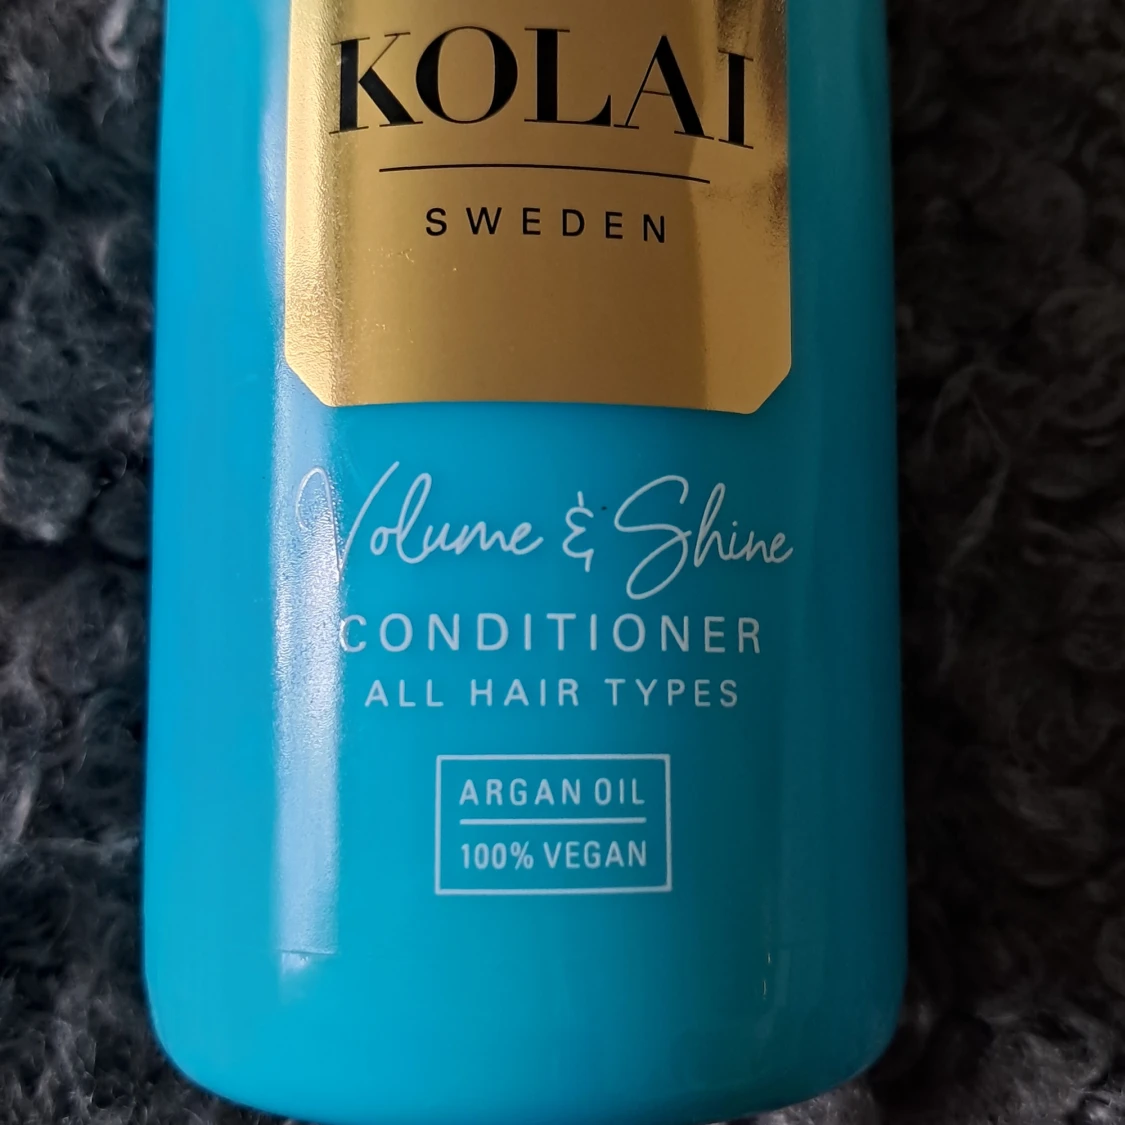 KOLAI
SWEDEN
Volume & Shine
CONDITIONER
ALL HAIR TYPES
ARGAN OIL
100% VEGAN